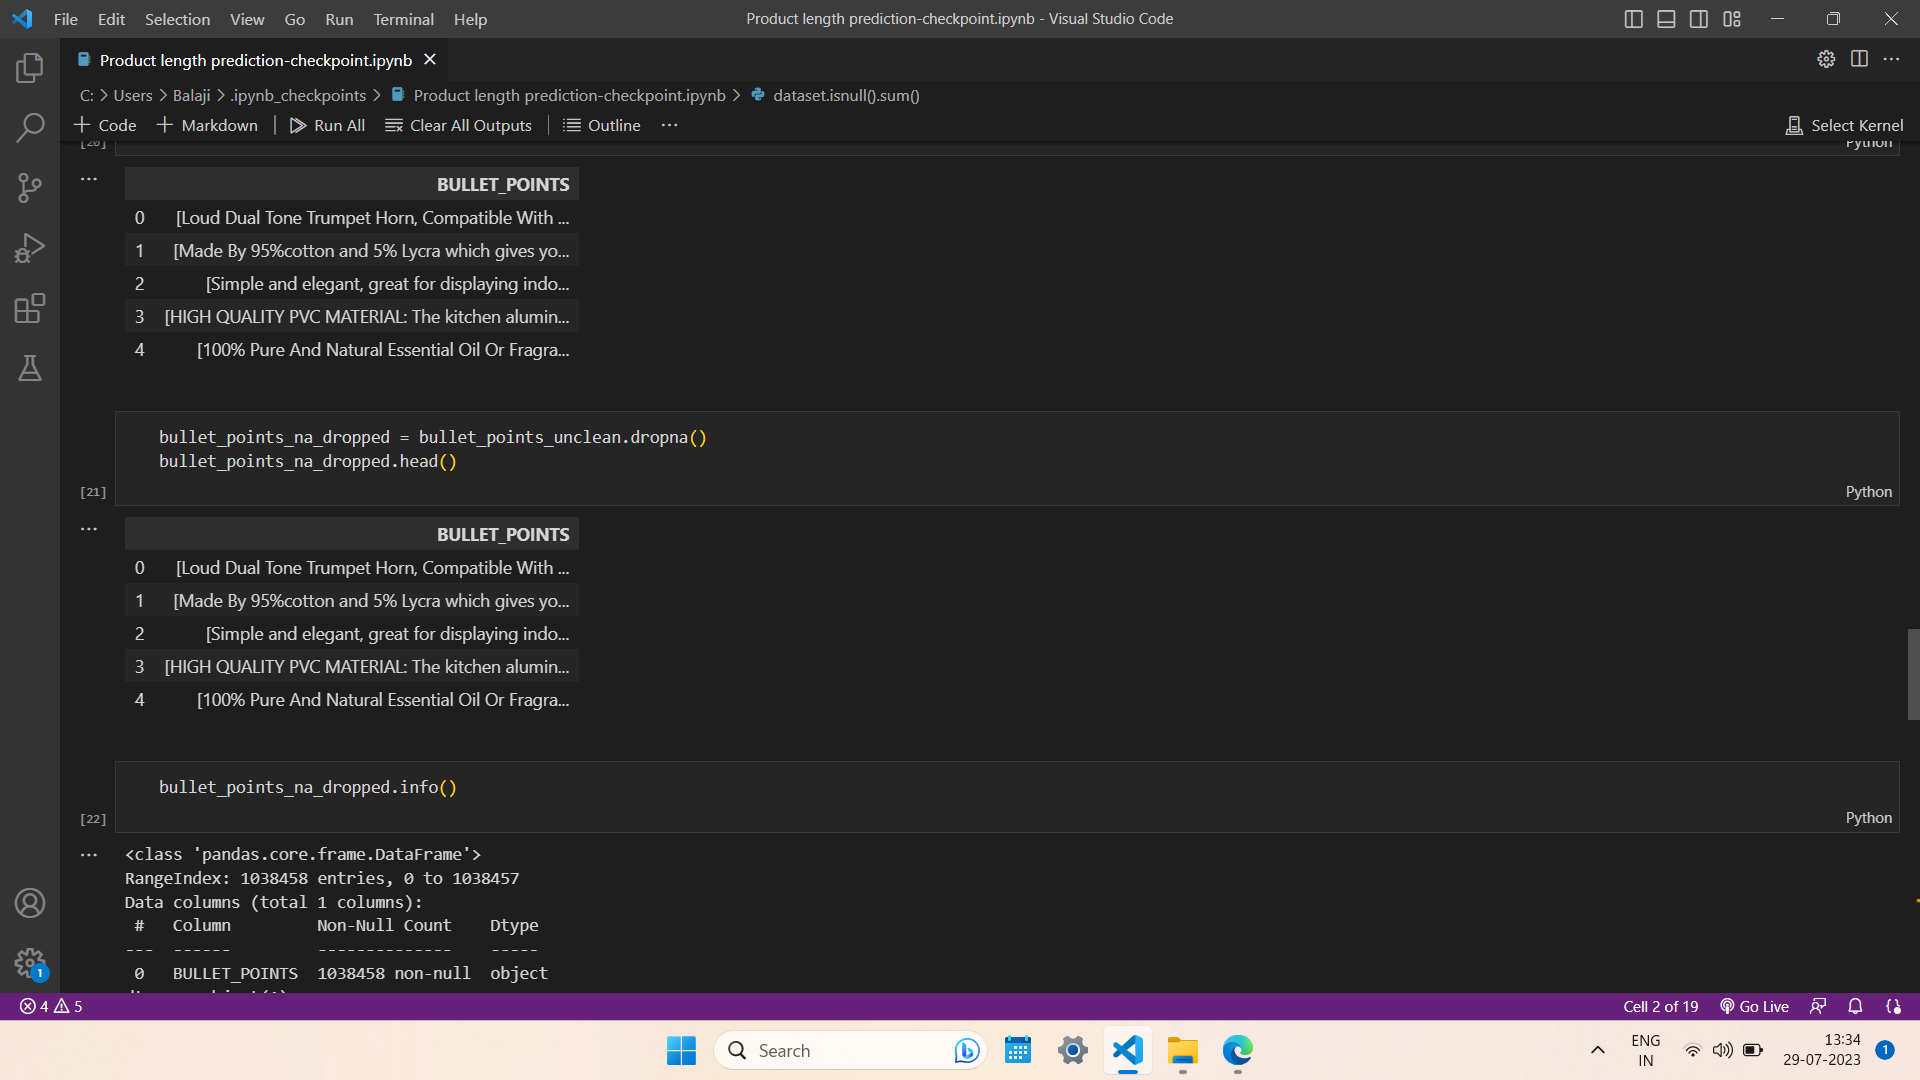 File Edit Selection View Go Run Terminal Help
Product length prediction-checkpoint.ipynb - Visual Studio Code
Product length prediction-checkpoint.ipynb
C: > Users > Balaji > .ipynb_checkpoints > Product length prediction-checkpoint.ipynb > dataset.isnull().sum()
+ Code + Markdown | Run All Clear All Outputs | Outline ... Select Kernel
[20] Python
... BULLET_POINTS
0 [Loud Dual Tone Trumpet Horn, Compatible With ...
1 [Made By 95%cotton and 5% Lycra which gives yo...
2 [Simple and elegant, great for displaying indo...
3 [HIGH QUALITY PVC MATERIAL: The kitchen alumin...
4 [100% Pure And Natural Essential Oil Or Fragra...
bullet_points_na_dropped = bullet_points_unclean.dropna()
bullet_points_na_dropped.head()
[21] Python
... BULLET_POINTS
0 [Loud Dual Tone Trumpet Horn, Compatible With ...
1 [Made By 95%cotton and 5% Lycra which gives yo...
2 [Simple and elegant, great for displaying indo...
3 [HIGH QUALITY PVC MATERIAL: The kitchen alumin...
4 [100% Pure And Natural Essential Oil Or Fragra...
bullet_points_na_dropped.info()
[22] Python
... <class 'pandas.core.frame.DataFrame'>
RangeIndex: 1038458 entries, 0 to 1038457
Data columns (total 1 columns):
# Column Non-Null Count Dtype
--- ------ -------------- -----
0 BULLET_POINTS 1038458 non-null object
1
4 5 Cell 2 of 19 Go Live
Search ENG 13:34
IN 29-07-2023 1